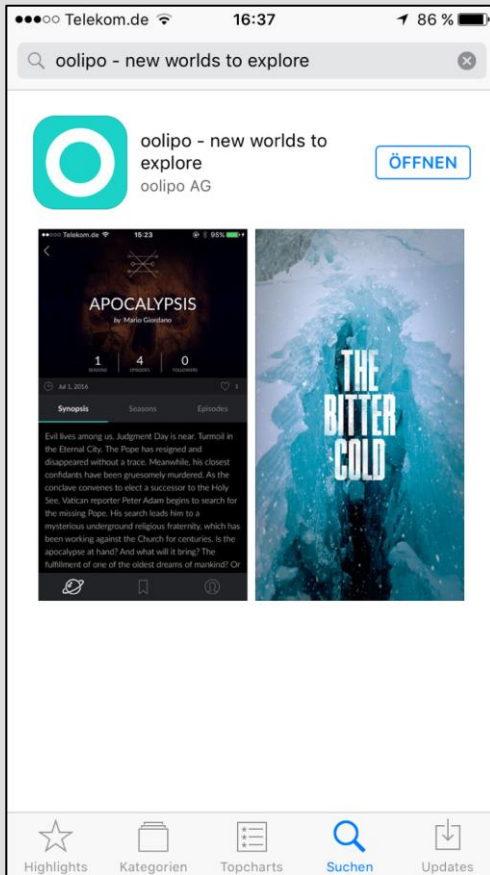 Telekom.de 16:37 86 %
oolipo - new worlds to explore
oolipo - new worlds to
explore
oolipo AG
ÖFFNEN
Telekom.de 15:23 95%
APOCALYPSIS
by Mario Giordano
1 4 0
SEASONS EPISODES FOLLOWERS
Jul 1, 2016 1
Synopsis Seasons Episodes
Evil lives among us. Judgment Day is near. Turmoil in
the Eternal City. The Pope has resigned and
disappeared without a trace. Meanwhile, his closest
confidants have been gruesomely murdered. As the
conclave convenes to elect a successor to the Holy
See, Vatican reporter Peter Adam begins to search for
the missing Pope. His search leads him to a
mysterious underground religious fraternity, which has
been working against the Church for centuries. Is the
apocalypse at hand? And what will it bring? The
fulfillment of one of the oldest dreams of mankind? Or
THE
BITTER
COLD
Highlights Kategorien Topcharts Suchen Updates